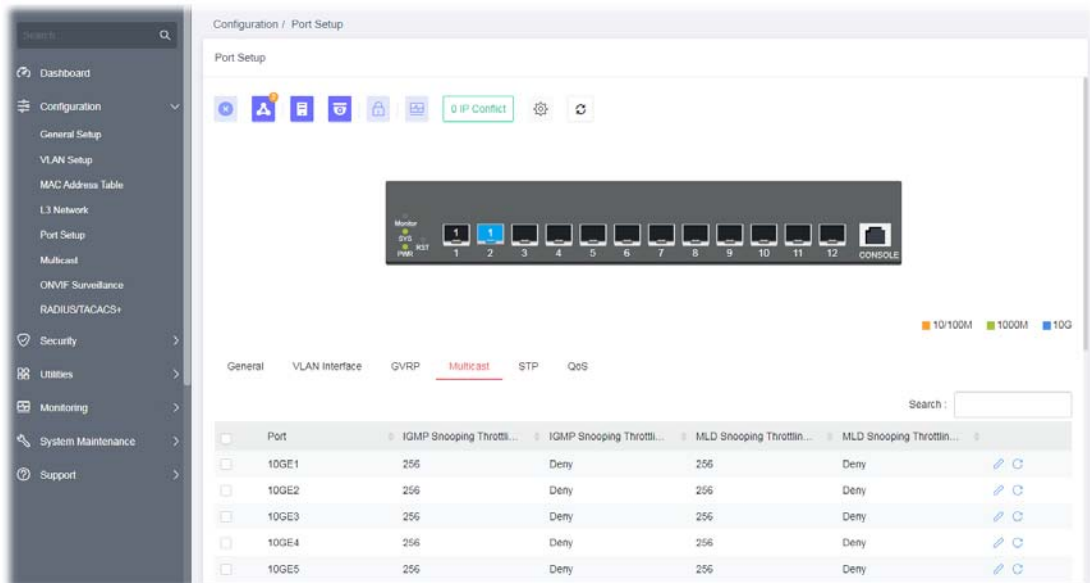 Configuration / Port Setup
Search
Port Setup
Dashboard
Configuration
General Setup
VLAN Setup
MAC Address Table
L3 Network
Port Setup
Multicast
ONVIF Surveillance
RADIUS/TACACS+
Security
Utilities
Monitoring
System Maintenance
Support
0 IP Conflict
Monitor
SYS
RST
PWR
1 1
1 2 3 4 5 6 7 8 9 10 11 12 CONSOLE
10/100M 1000M 10G
General VLAN Interface GVRP Multicast STP QoS
Search :
Port IGMP Snooping Throttli... IGMP Snooping Throttli... MLD Snooping Throttlin... MLD Snooping Throttlin...
10GE1 256 Deny 256 Deny
10GE2 256 Deny 256 Deny
10GE3 256 Deny 256 Deny
10GE4 256 Deny 256 Deny
10GE5 256 Deny 256 Deny